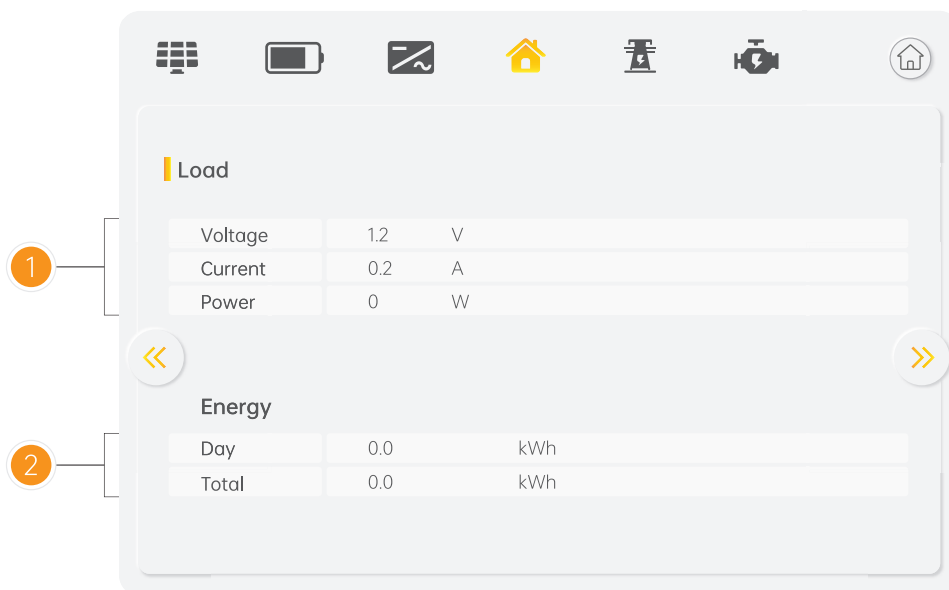 Load
1
Voltage 1.2 V
Current 0.2 A
Power 0 W
Energy
2
Day 0.0 kWh
Total 0.0 kWh